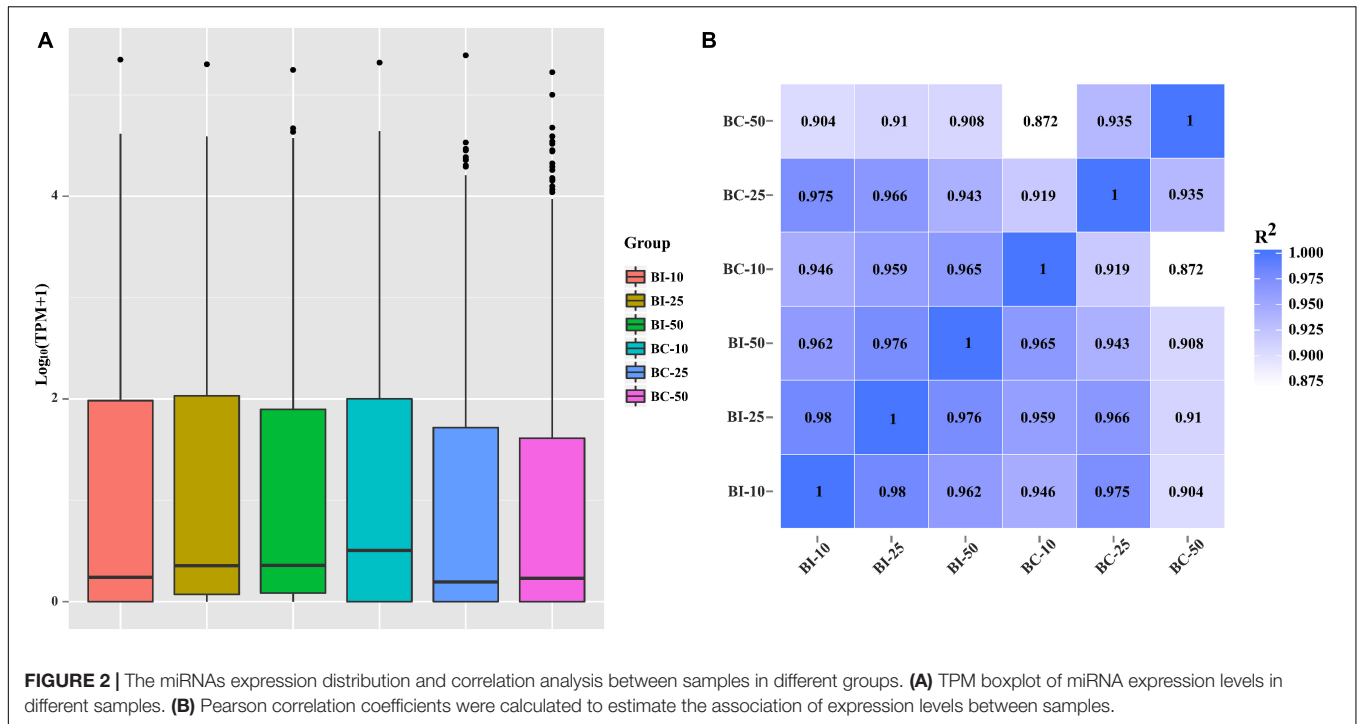 A
Log₁₀(TPM+1)
4
2
0
Group
BI-10
BI-25
BI-50
BC-10
BC-25
BC-50
B
BC-50 0.904 0.91 0.908 0.872 0.935 1
BC-25 0.975 0.966 0.943 0.919 1 0.935
BC-10 0.946 0.959 0.965 1 0.919 0.872
BI-50 0.962 0.976 1 0.965 0.943 0.908
BI-25 0.98 1 0.976 0.959 0.966 0.91
BI-10 1 0.98 0.962 0.946 0.975 0.904
BI-10 BI-25 BI-50 BC-10 BC-25 BC-50
R²
1.000
0.975
0.950
0.925
0.900
0.875
FIGURE 2 | The miRNAs expression distribution and correlation analysis between samples in different groups. (A) TPM boxplot of miRNA expression levels in
different samples. (B) Pearson correlation coefficients were calculated to estimate the association of expression levels between samples.